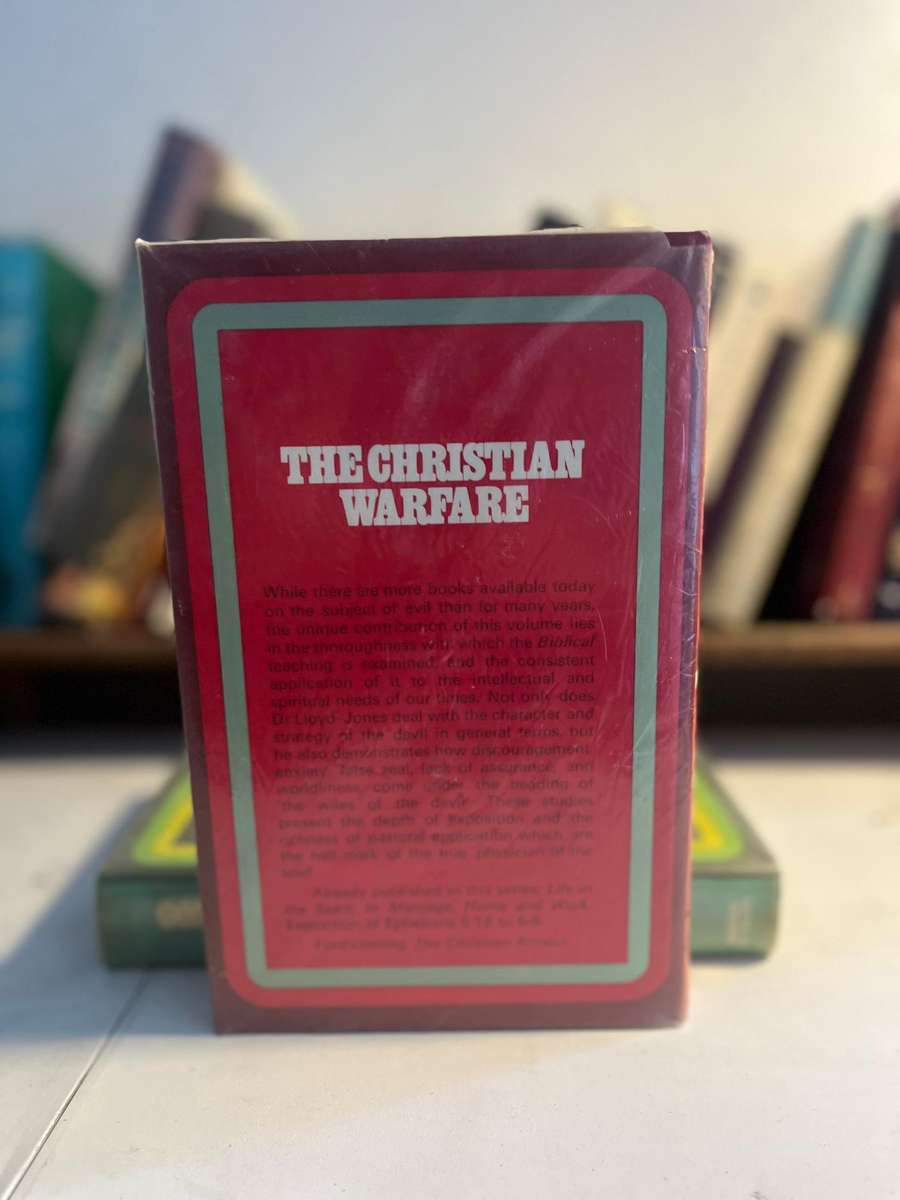 THE CHRISTIAN
WARFARE
While there are more books available today
on the subject of evil than for many years,
the unique contribution of this volume lies
in the thoroughness with which the Biblical
teaching is examined, and the consistent
application of it to the intellectual and
spiritual needs of our times. Not only does
Dr Lloyd-Jones deal with the character and
strategy of the devil in general terms, but
he also demonstrates how discouragement,
anxiety, false zeal, lack of assurance, and
worldliness, come under the heading of
'the wiles of the devil'. These studies
present the depth of exposition and the
richness of pastoral application which are
the hall-mark of the true physician of the
soul.
Already published in this series: Life in
the Spirit, In Marriage, Home and Work,
Exposition of Ephesians 5:18 to 6:9.
Forthcoming, The Christian Armour.